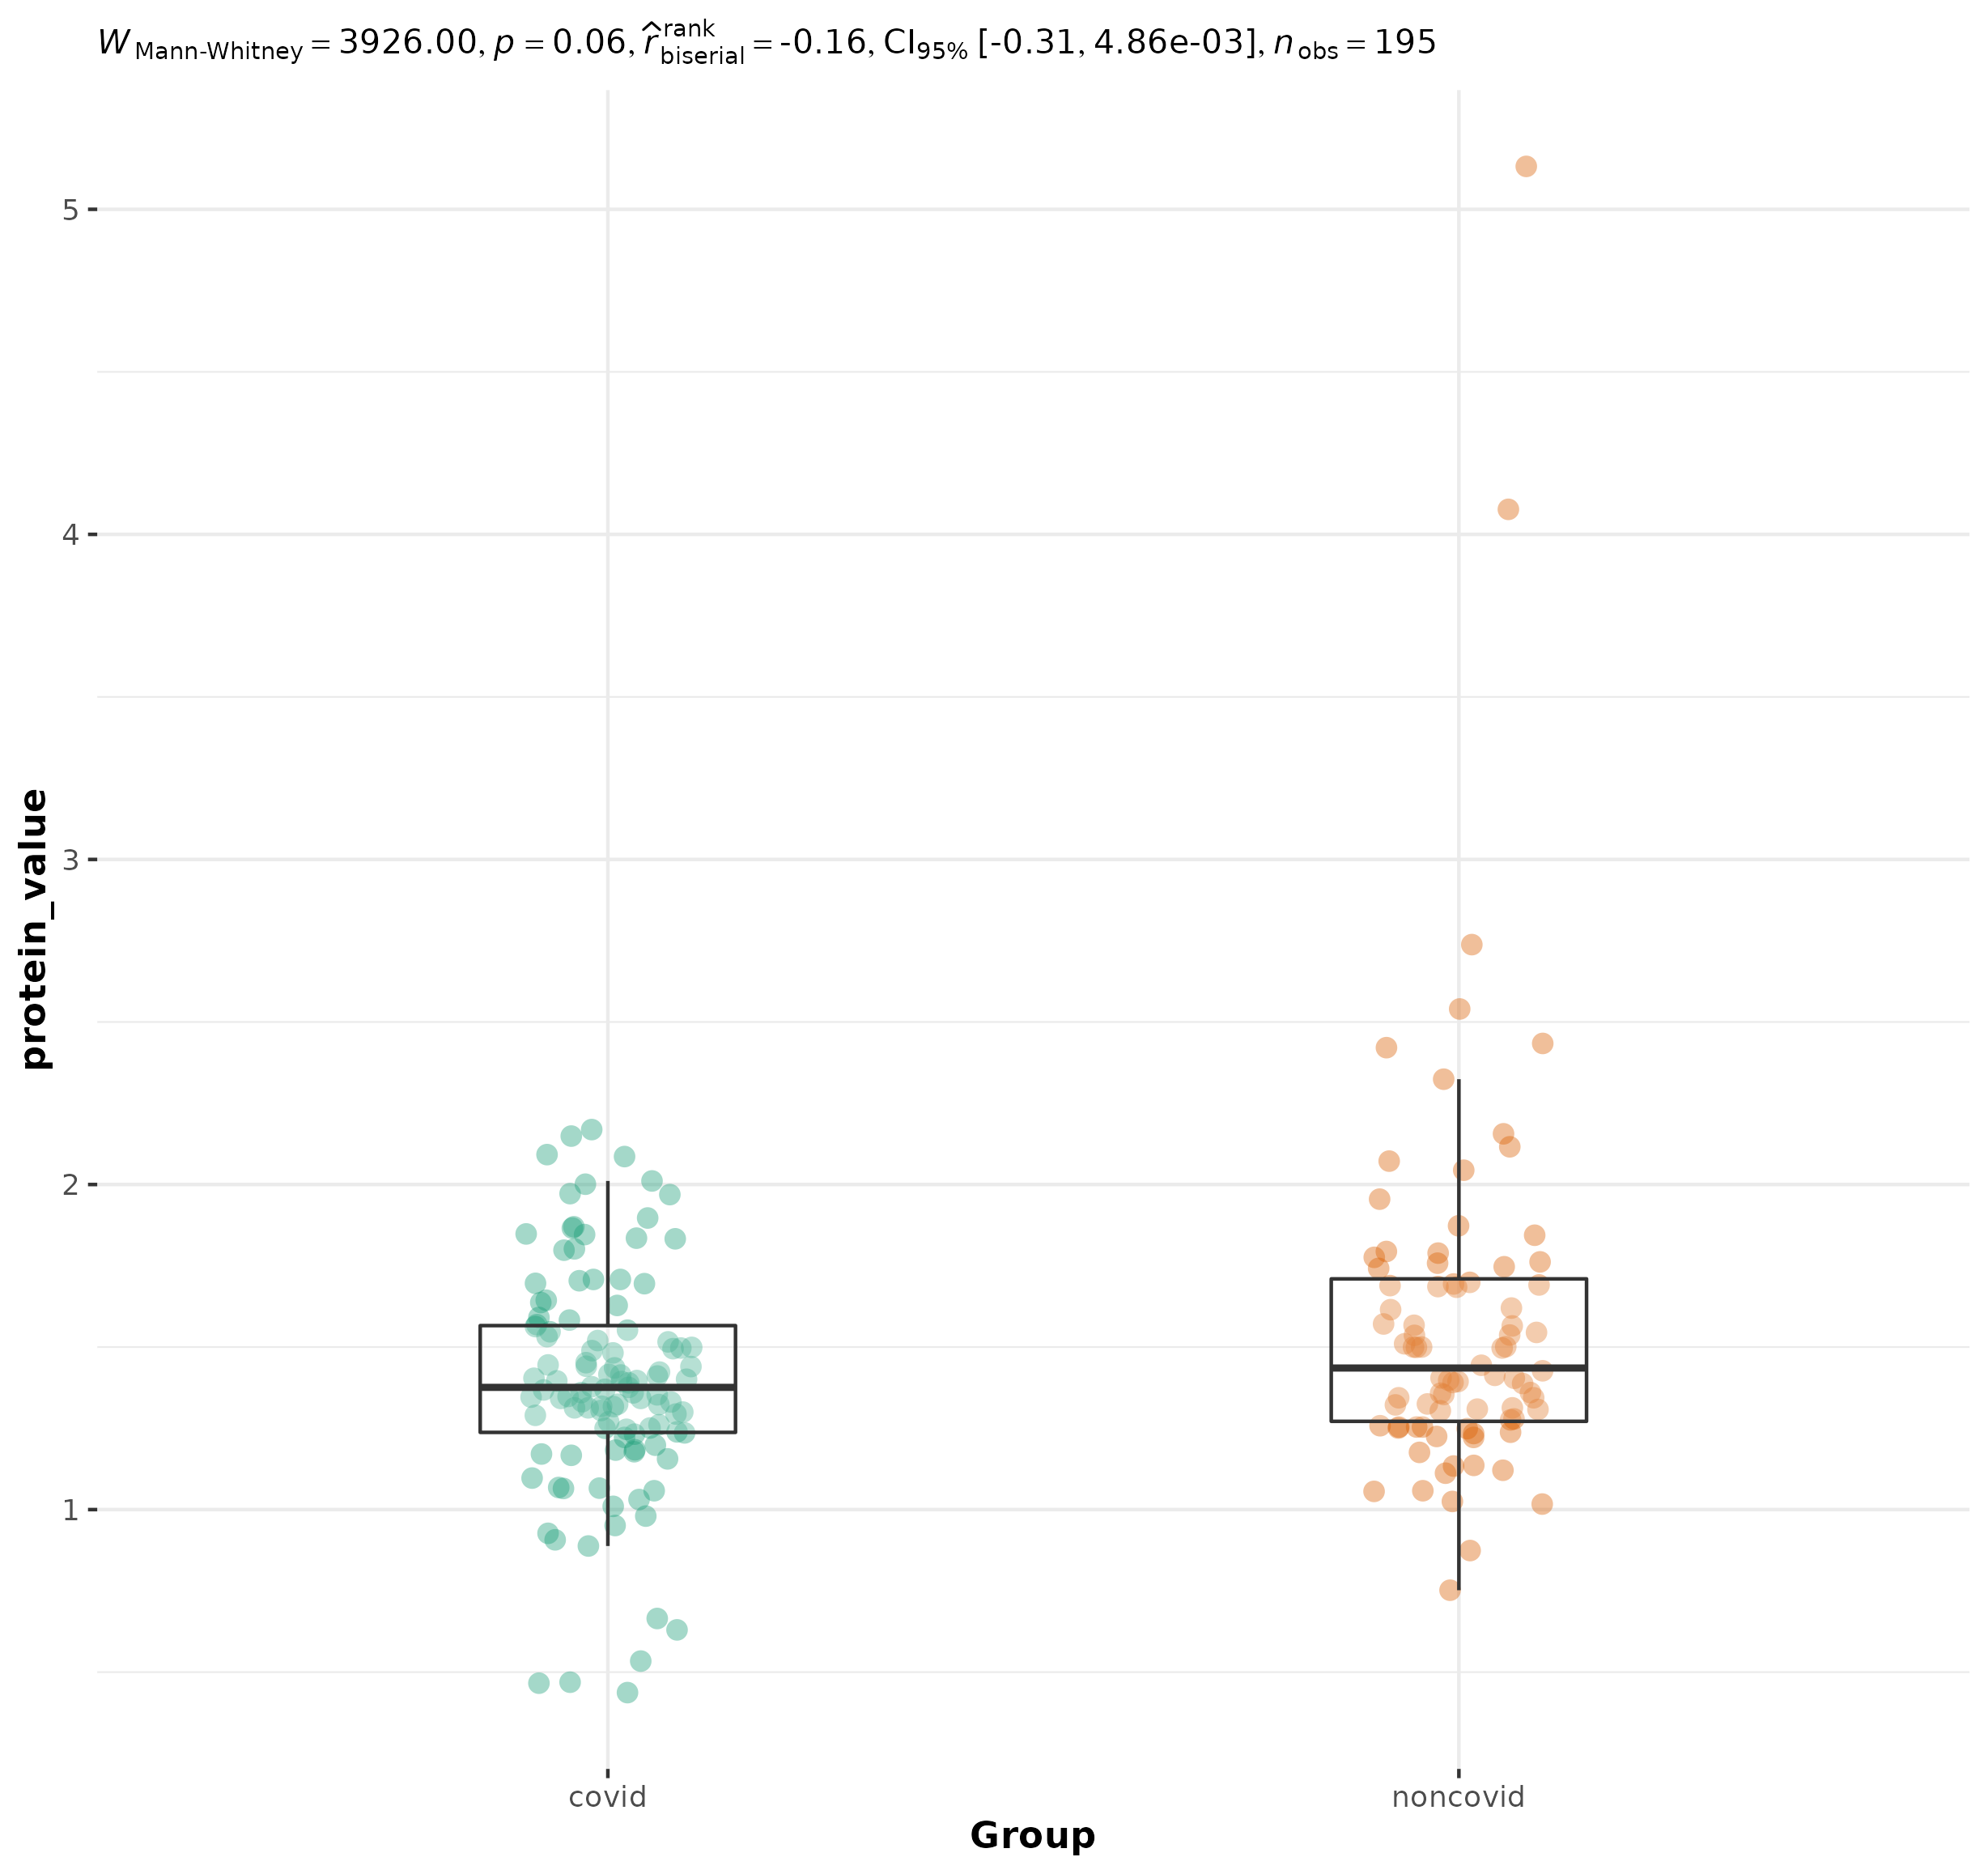 W Mann-Whitney = 3926.00, p = 0.06, r̂ rank biserial = -0.16, CI95% [-0.31, 4.86e-03], n obs = 195
5
4
3
2
1
protein_value
covid noncovid
Group